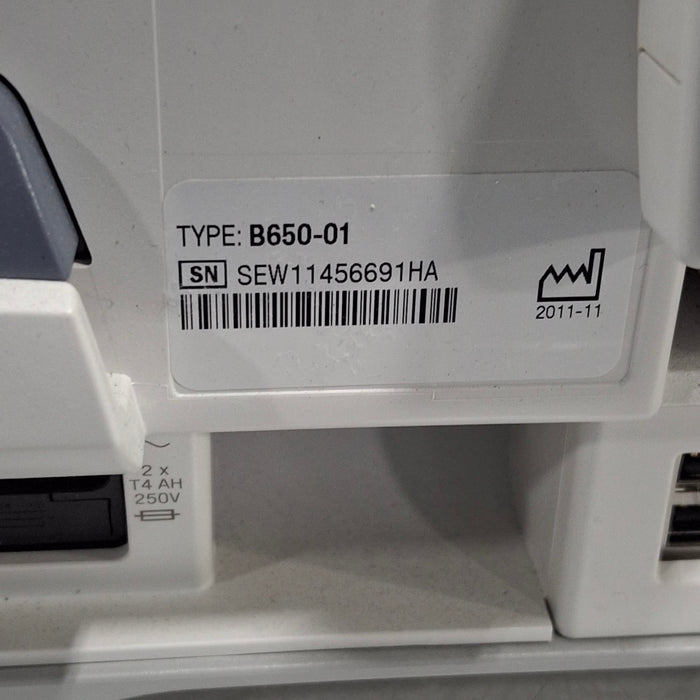 TYPE: B650-01
SN SEW11456691HA
2011-11
2 x
T4 AH
250V